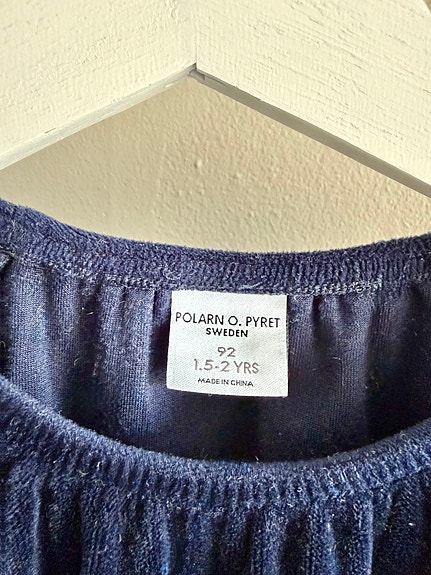 POLARN O. PYRET
SWEDEN
92
1.5-2 YRS
MADE IN CHINA